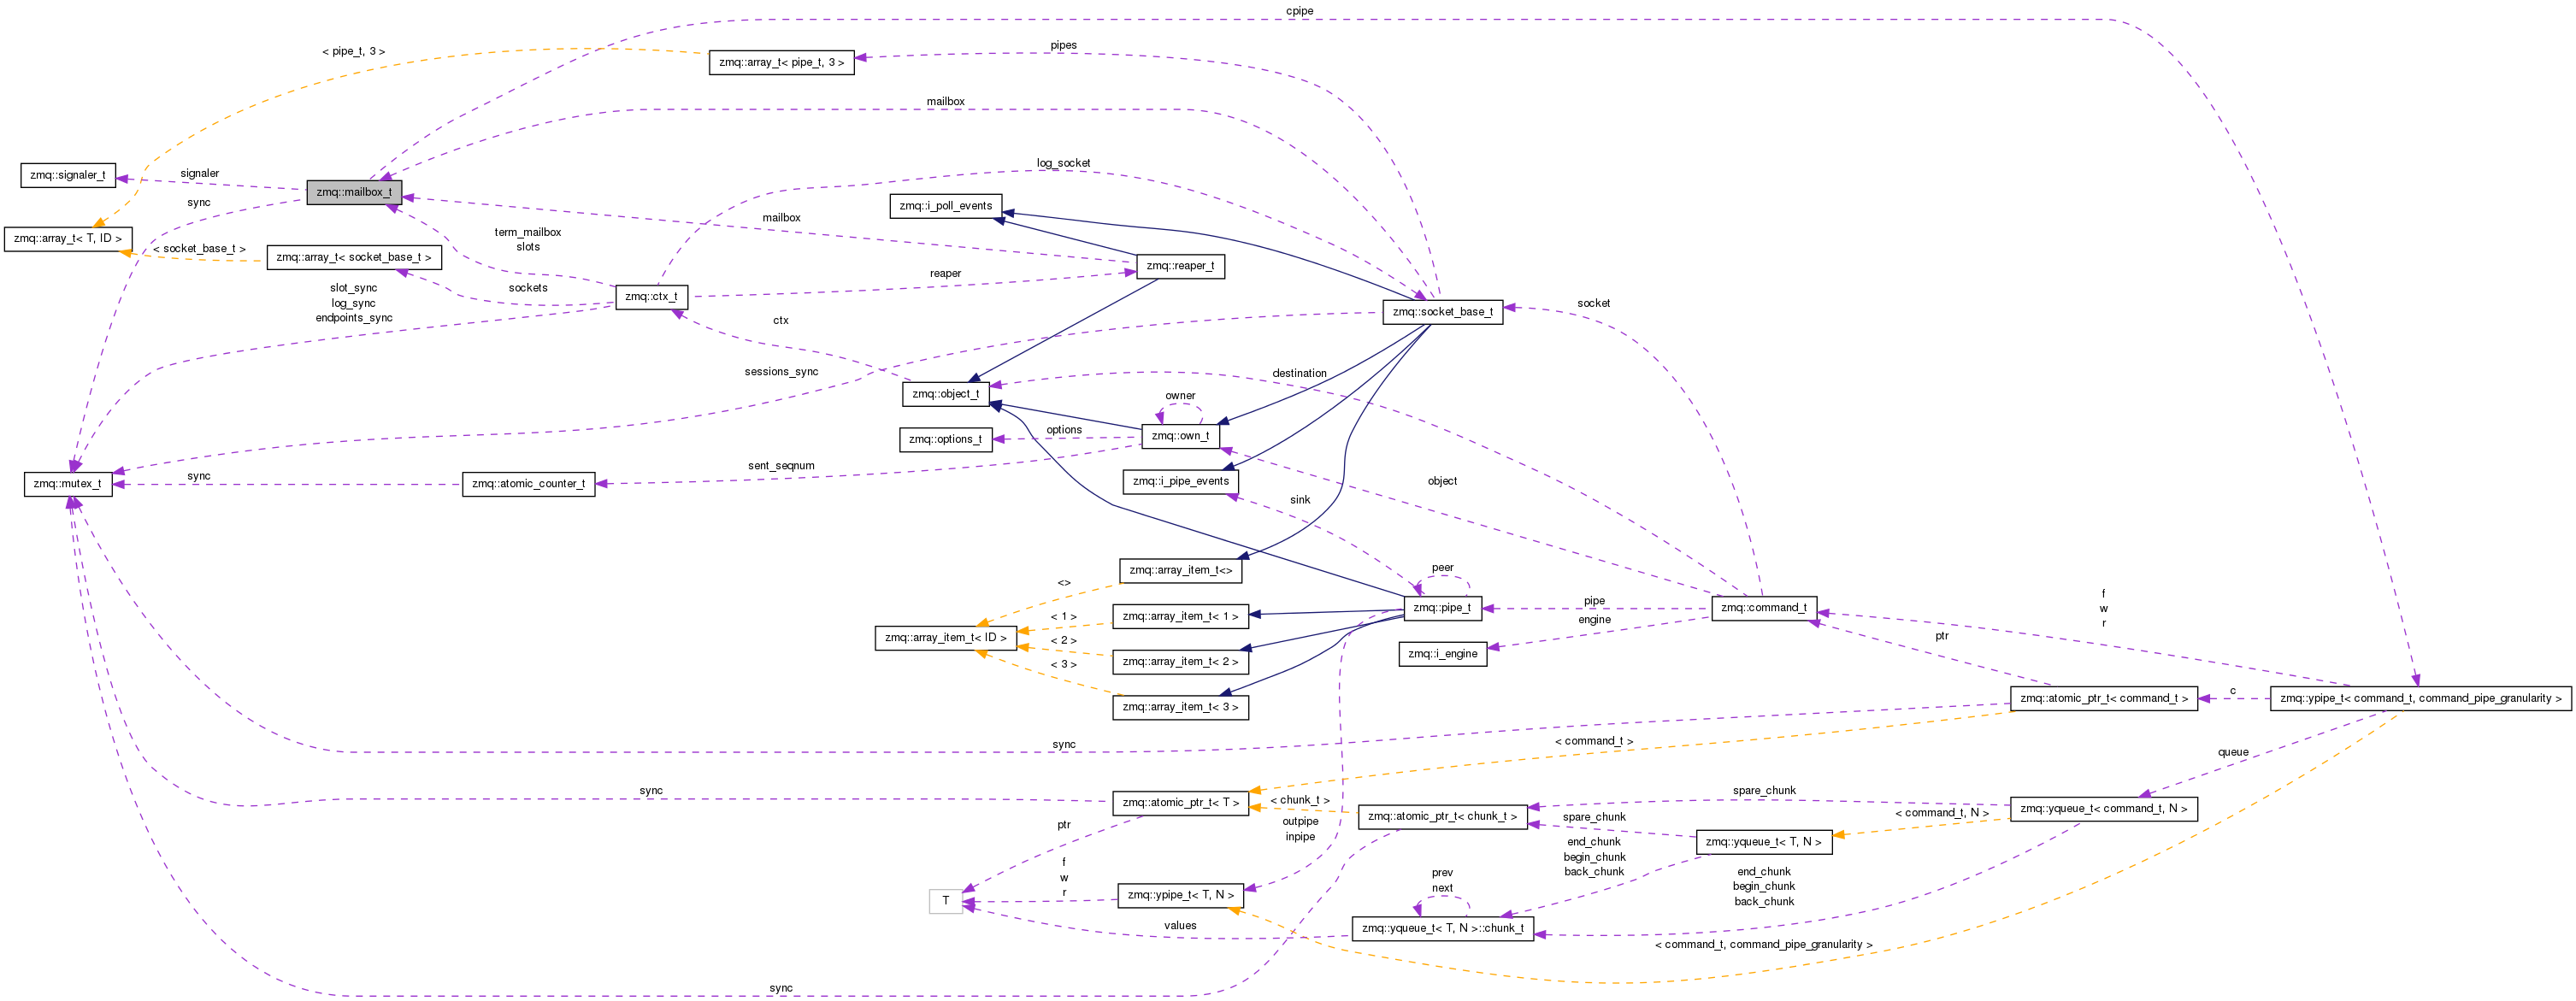 cpipe
< pipe_t, 3 >
pipes
zmq::array_t< pipe_t, 3 >
mailbox
log_socket
zmq::signaler_t
signaler
zmq::mailbox_t
sync
zmq::i_poll_events
mailbox
term_mailbox
slots
zmq::array_t< T, ID >
< socket_base_t >
zmq::array_t< socket_base_t >
zmq::reaper_t
reaper
sockets
slot_sync
log_sync
endpoints_sync
zmq::ctx_t
socket
zmq::socket_base_t
ctx
sessions_sync
destination
zmq::object_t
owner
options
zmq::options_t
zmq::own_t
sent_seqnum
sync
zmq::mutex_t
zmq::atomic_counter_t
zmq::i_pipe_events
object
sink
zmq::array_item_t<>
peer
<>
f
w
r
< 1 >
zmq::array_item_t< 1 >
zmq::pipe_t
pipe
zmq::command_t
engine
zmq::array_item_t< ID >
< 2 >
ptr
zmq::i_engine
< 3 >
zmq::array_item_t< 2 >
zmq::array_item_t< 3 >
c
zmq::atomic_ptr_t< command_t >
zmq::ypipe_t< command_t, command_pipe_granularity >
sync
< command_t >
queue
sync
zmq::atomic_ptr_t< T >
< chunk_t >
spare_chunk
zmq::yqueue_t< command_t, N >
outpipe
inpipe
zmq::atomic_ptr_t< chunk_t >
spare_chunk
< command_t, N >
ptr
end_chunk
begin_chunk
back_chunk
zmq::yqueue_t< T, N >
f
w
r
prev
next
end_chunk
begin_chunk
back_chunk
T
zmq::ypipe_t< T, N >
values
zmq::yqueue_t< T, N >::chunk_t
< command_t, command_pipe_granularity >
sync